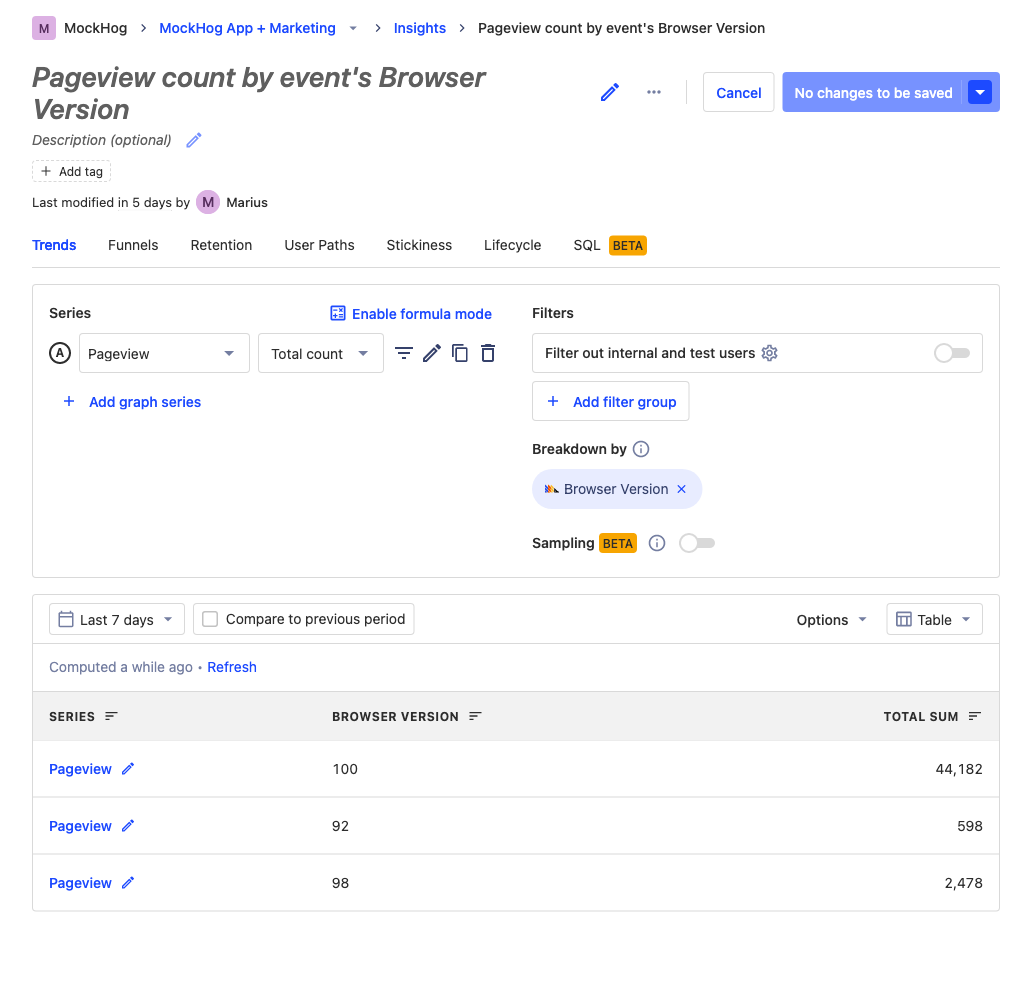 M MockHog MockHog App + Marketing Insights Pageview count by event's Browser Version
Pageview count by event's Browser
Version
Cancel
No changes to be saved
Description (optional)
Add tag
Last modified in 5 days by M Marius
Trends Funnels Retention User Paths Stickiness Lifecycle SQL BETA
Series
Enable formula mode
A Pageview Total count
+ Add graph series
Filters
Filter out internal and test users
+ Add filter group
Breakdown by
Browser Version
Sampling BETA
Last 7 days
Compare to previous period
Options
Table
Computed a while ago • Refresh
SERIES BROWSER VERSION TOTAL SUM
Pageview 100 44,182
Pageview 92 598
Pageview 98 2,478